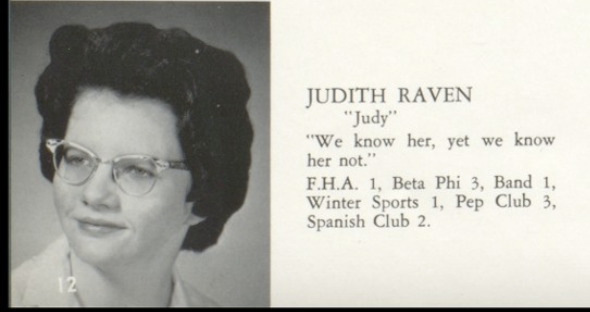 JUDITH RAVEN
"Judy"
"We know her, yet we know
her not."
F.H.A. 1, Beta Phi 3, Band 1,
Winter Sports 1, Pep Club 3,
Spanish Club 2.
12